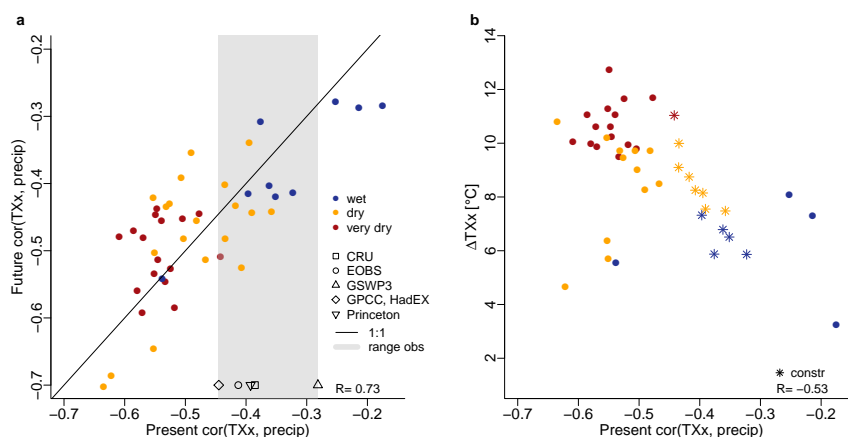 a
−0.2
−0.3
−0.4
−0.5
−0.6
−0.7
Future cor(TXx, precip)
wet
dry
very dry
CRU
EOBS
GSWP3
GPCC, HadEX
Princeton
1:1
range obs
R= 0.73
−0.7
−0.6
−0.5
−0.4
−0.3
−0.2
Present cor(TXx, precip)
b
14
12
10
8
6
4
2
ΔTXx [°C]
constr
R= −0.53
−0.7
−0.6
−0.5
−0.4
−0.3
−0.2
Present cor(TXx, precip)